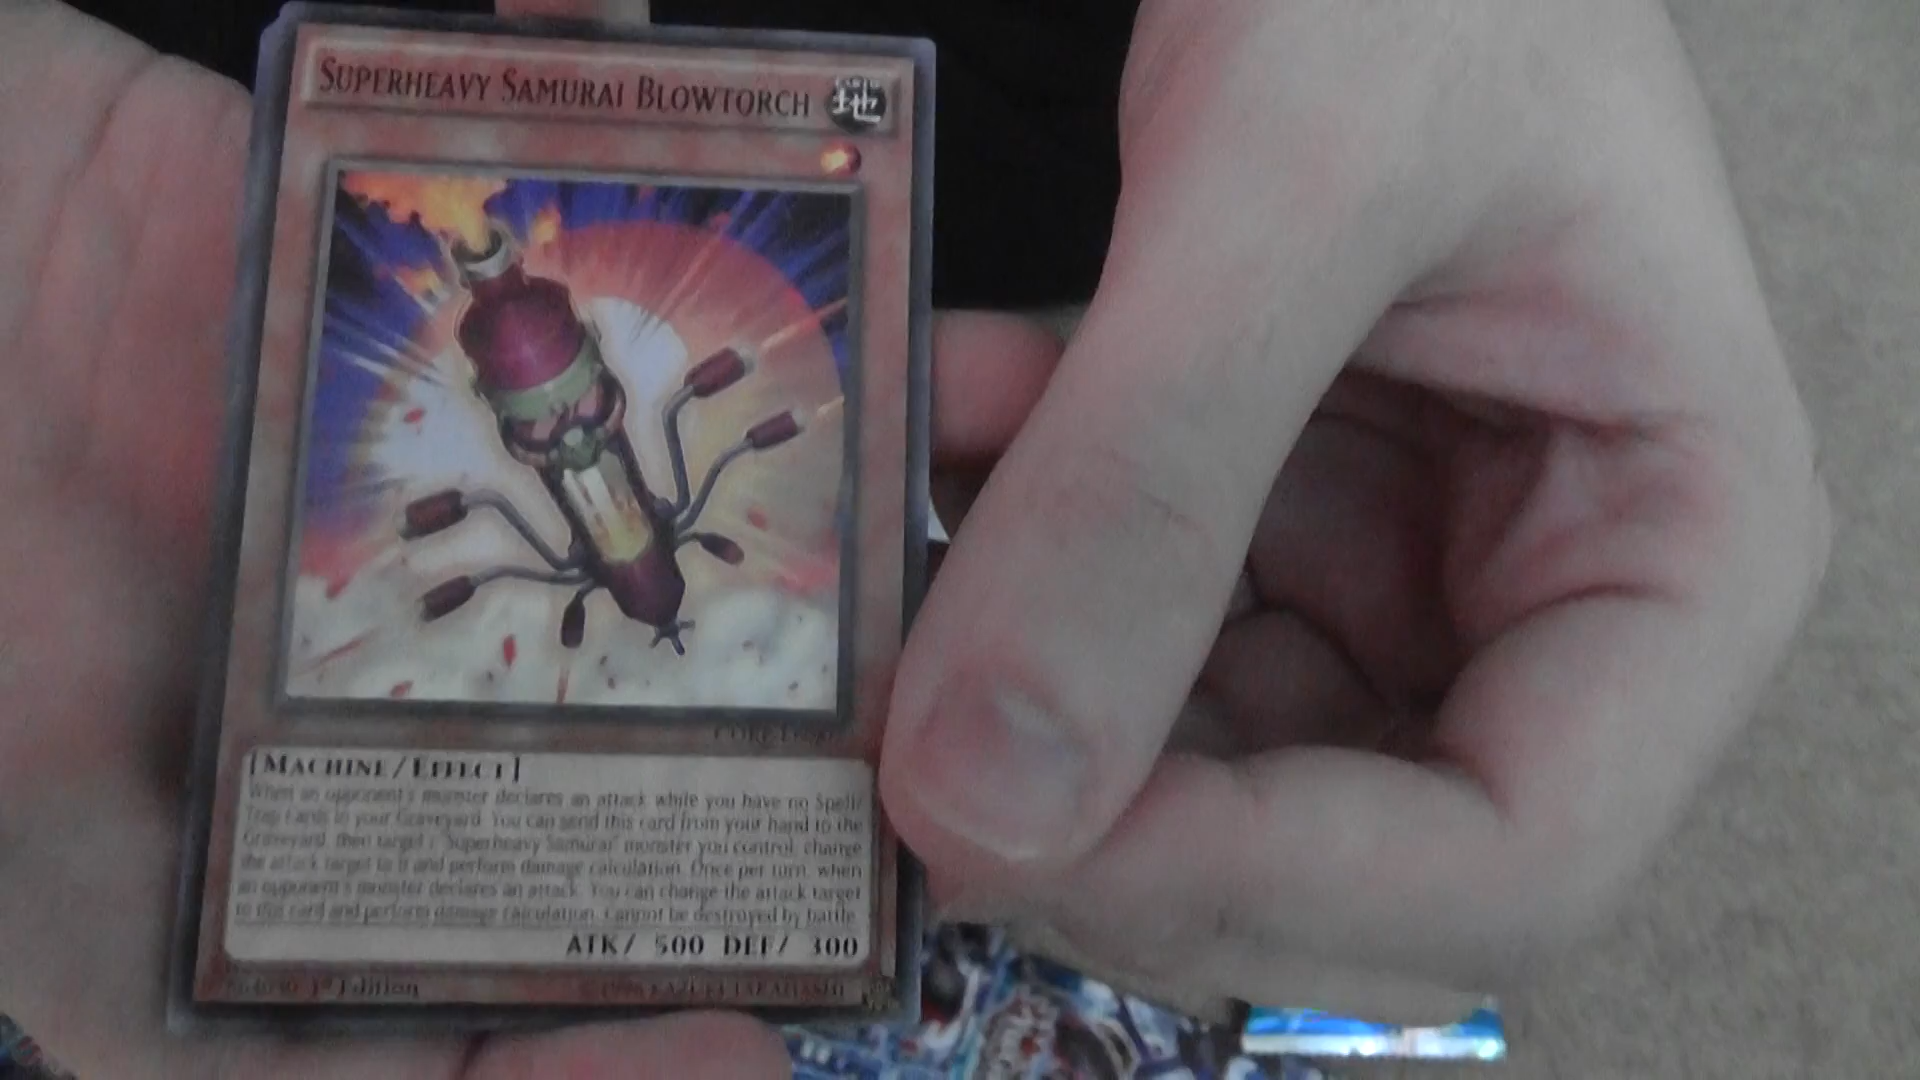 SUPERHEAVY SAMURAI BLOWTORCH 地
[MACHINE/EFFECT]
When an opponent's monster declares an attack while you have no Spell/
Trap Cards in your Graveyard: You can send this card from your hand to the
Graveyard, then target 1 "Superheavy Samurai" monster you control; change
the attack target to it and perform damage calculation. Once per turn, when
an opponent's monster declares an attack: You can change the attack target
to this card and perform damage calculation. Cannot be destroyed by battle
ATK/ 500 DEF/ 300
1st Edition
©1996 KAZUKI TAKAHASHI